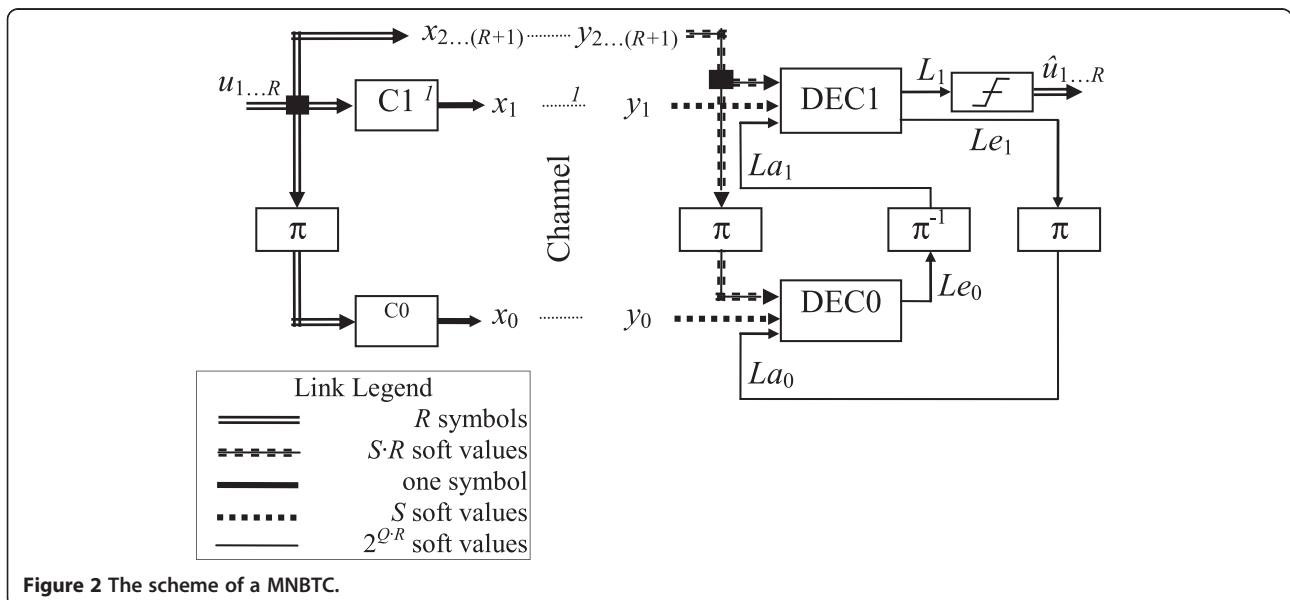 x2…(R+1) ........ y2…(R+1)
u1…R
C1 1
x1 ........ 1 y1
DEC1
L1
û1…R
Le1
La1
Channel
π
π
π-1
π
C0
x0 ........ y0
DEC0
Le0
La0
Link Legend
R symbols
S·R soft values
one symbol
S soft values
2Q·R soft values
Figure 2 The scheme of a MNBTC.